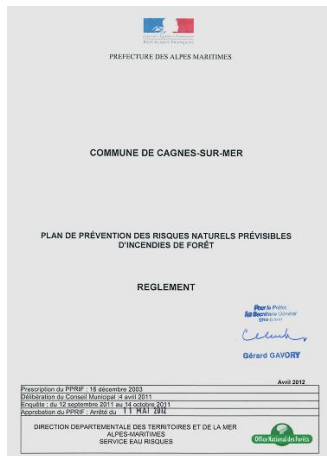 PREFECTURE DES ALPES MARITIMES
COMMUNE DE CAGNES-SUR-MER
PLAN DE PRÉVENTION DES RISQUES NATURELS PRÉVISIBLES
D'INCENDIES DE FORÊT
REGLEMENT
Pour le Préfet
Gérard GAVORY
Avril 2012
Prescription du PPRIF : 16 décembre 2003
Délibération du Conseil Municipal :4 avril 2011
Enquête : du 12 septembre 2011 au 14 octobre 2011
Approbation du PPRIF : Arrêté du 11 MAI 2012
DIRECTION DEPARTEMENTALE DES TERRITOIRES ET DE LA MER
ALPES-MARITIMES
SERVICE EAU RISQUES
Office National des Forêts